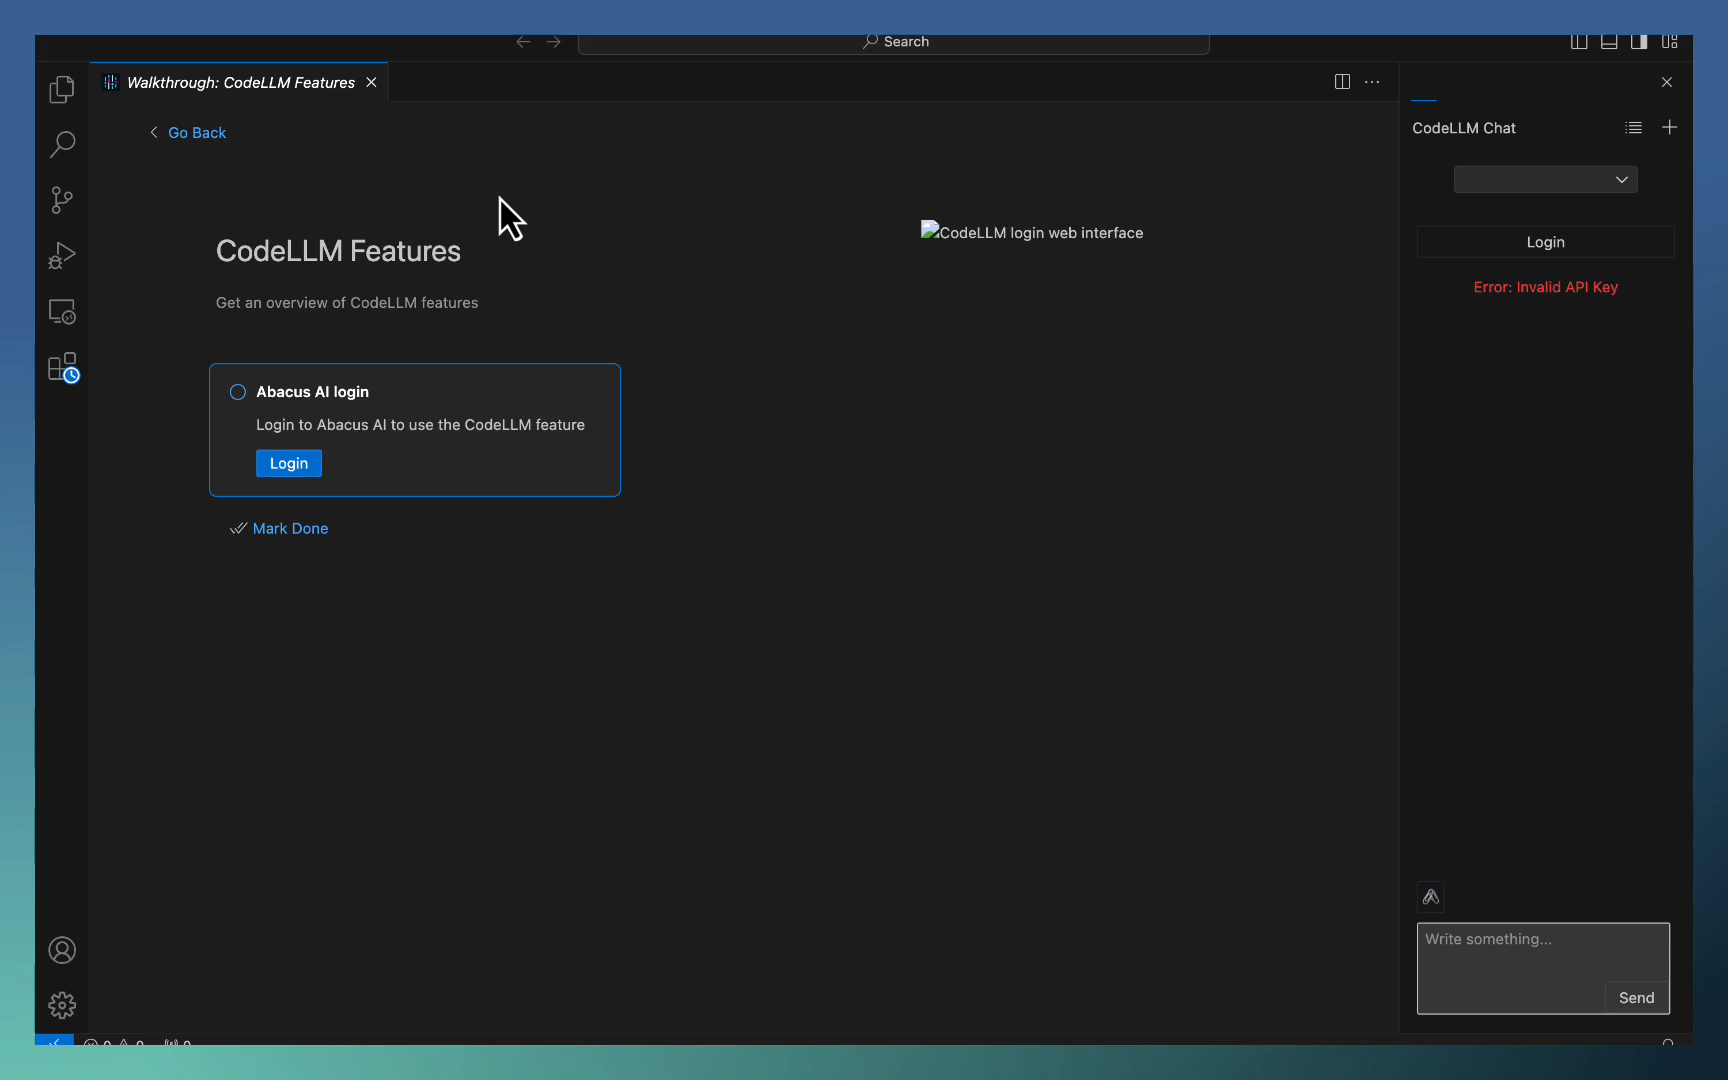 Search
Walkthrough: CodeLLM Features
Go Back
CodeLLM Features
Get an overview of CodeLLM features
Abacus AI login
Login to Abacus AI to use the CodeLLM feature
Login
Mark Done
CodeLLM login web interface
CodeLLM Chat
Login
Error: Invalid API Key
Write something...
Send